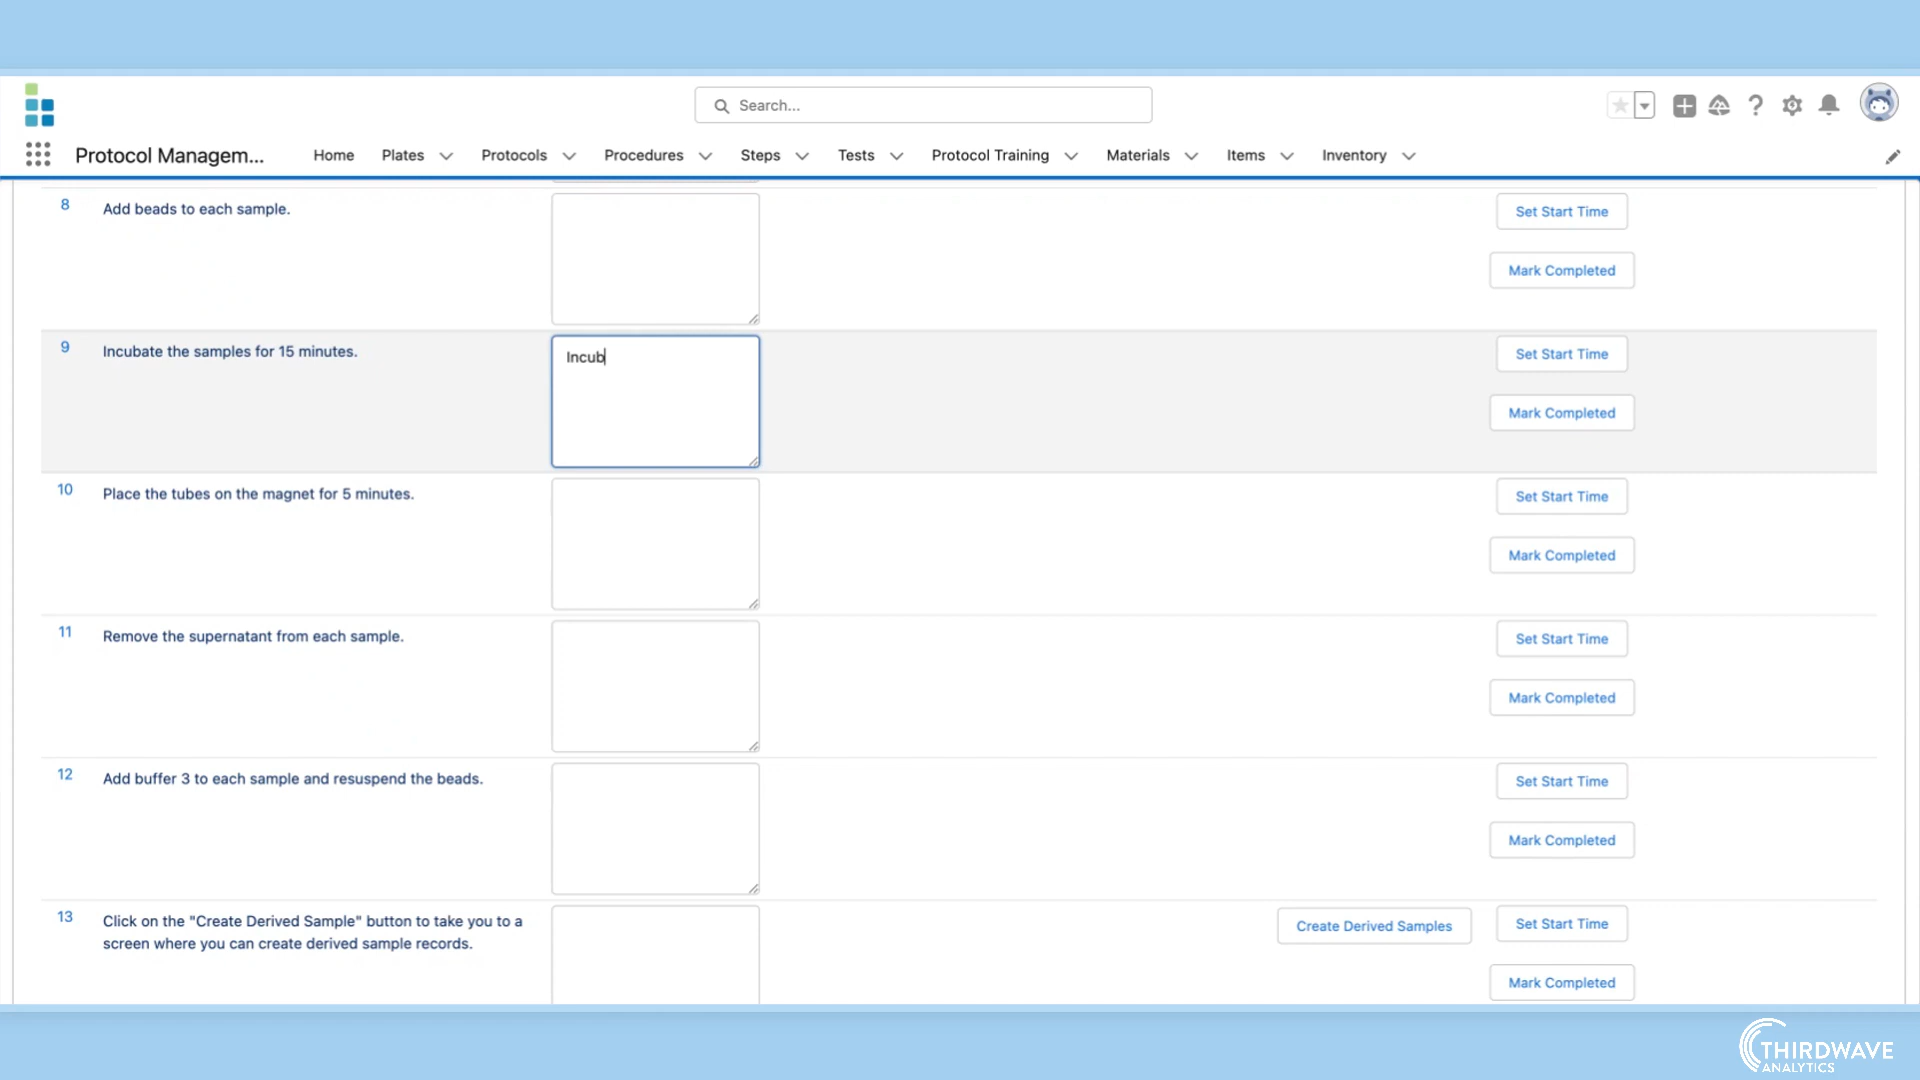 Search...
Protocol Managem...
Home
Plates
Protocols
Procedures
Steps
Tests
Protocol Training
Materials
Items
Inventory
8
Add beads to each sample.
Set Start Time
Mark Completed
9
Incubate the samples for 15 minutes.
Incub
Set Start Time
Mark Completed
10
Place the tubes on the magnet for 5 minutes.
Set Start Time
Mark Completed
11
Remove the supernatant from each sample.
Set Start Time
Mark Completed
12
Add buffer 3 to each sample and resuspend the beads.
Set Start Time
Mark Completed
13
Click on the "Create Derived Sample" button to take you to a
screen where you can create derived sample records.
Create Derived Samples
Set Start Time
Mark Completed
THIRDWAVE
ANALYTICS